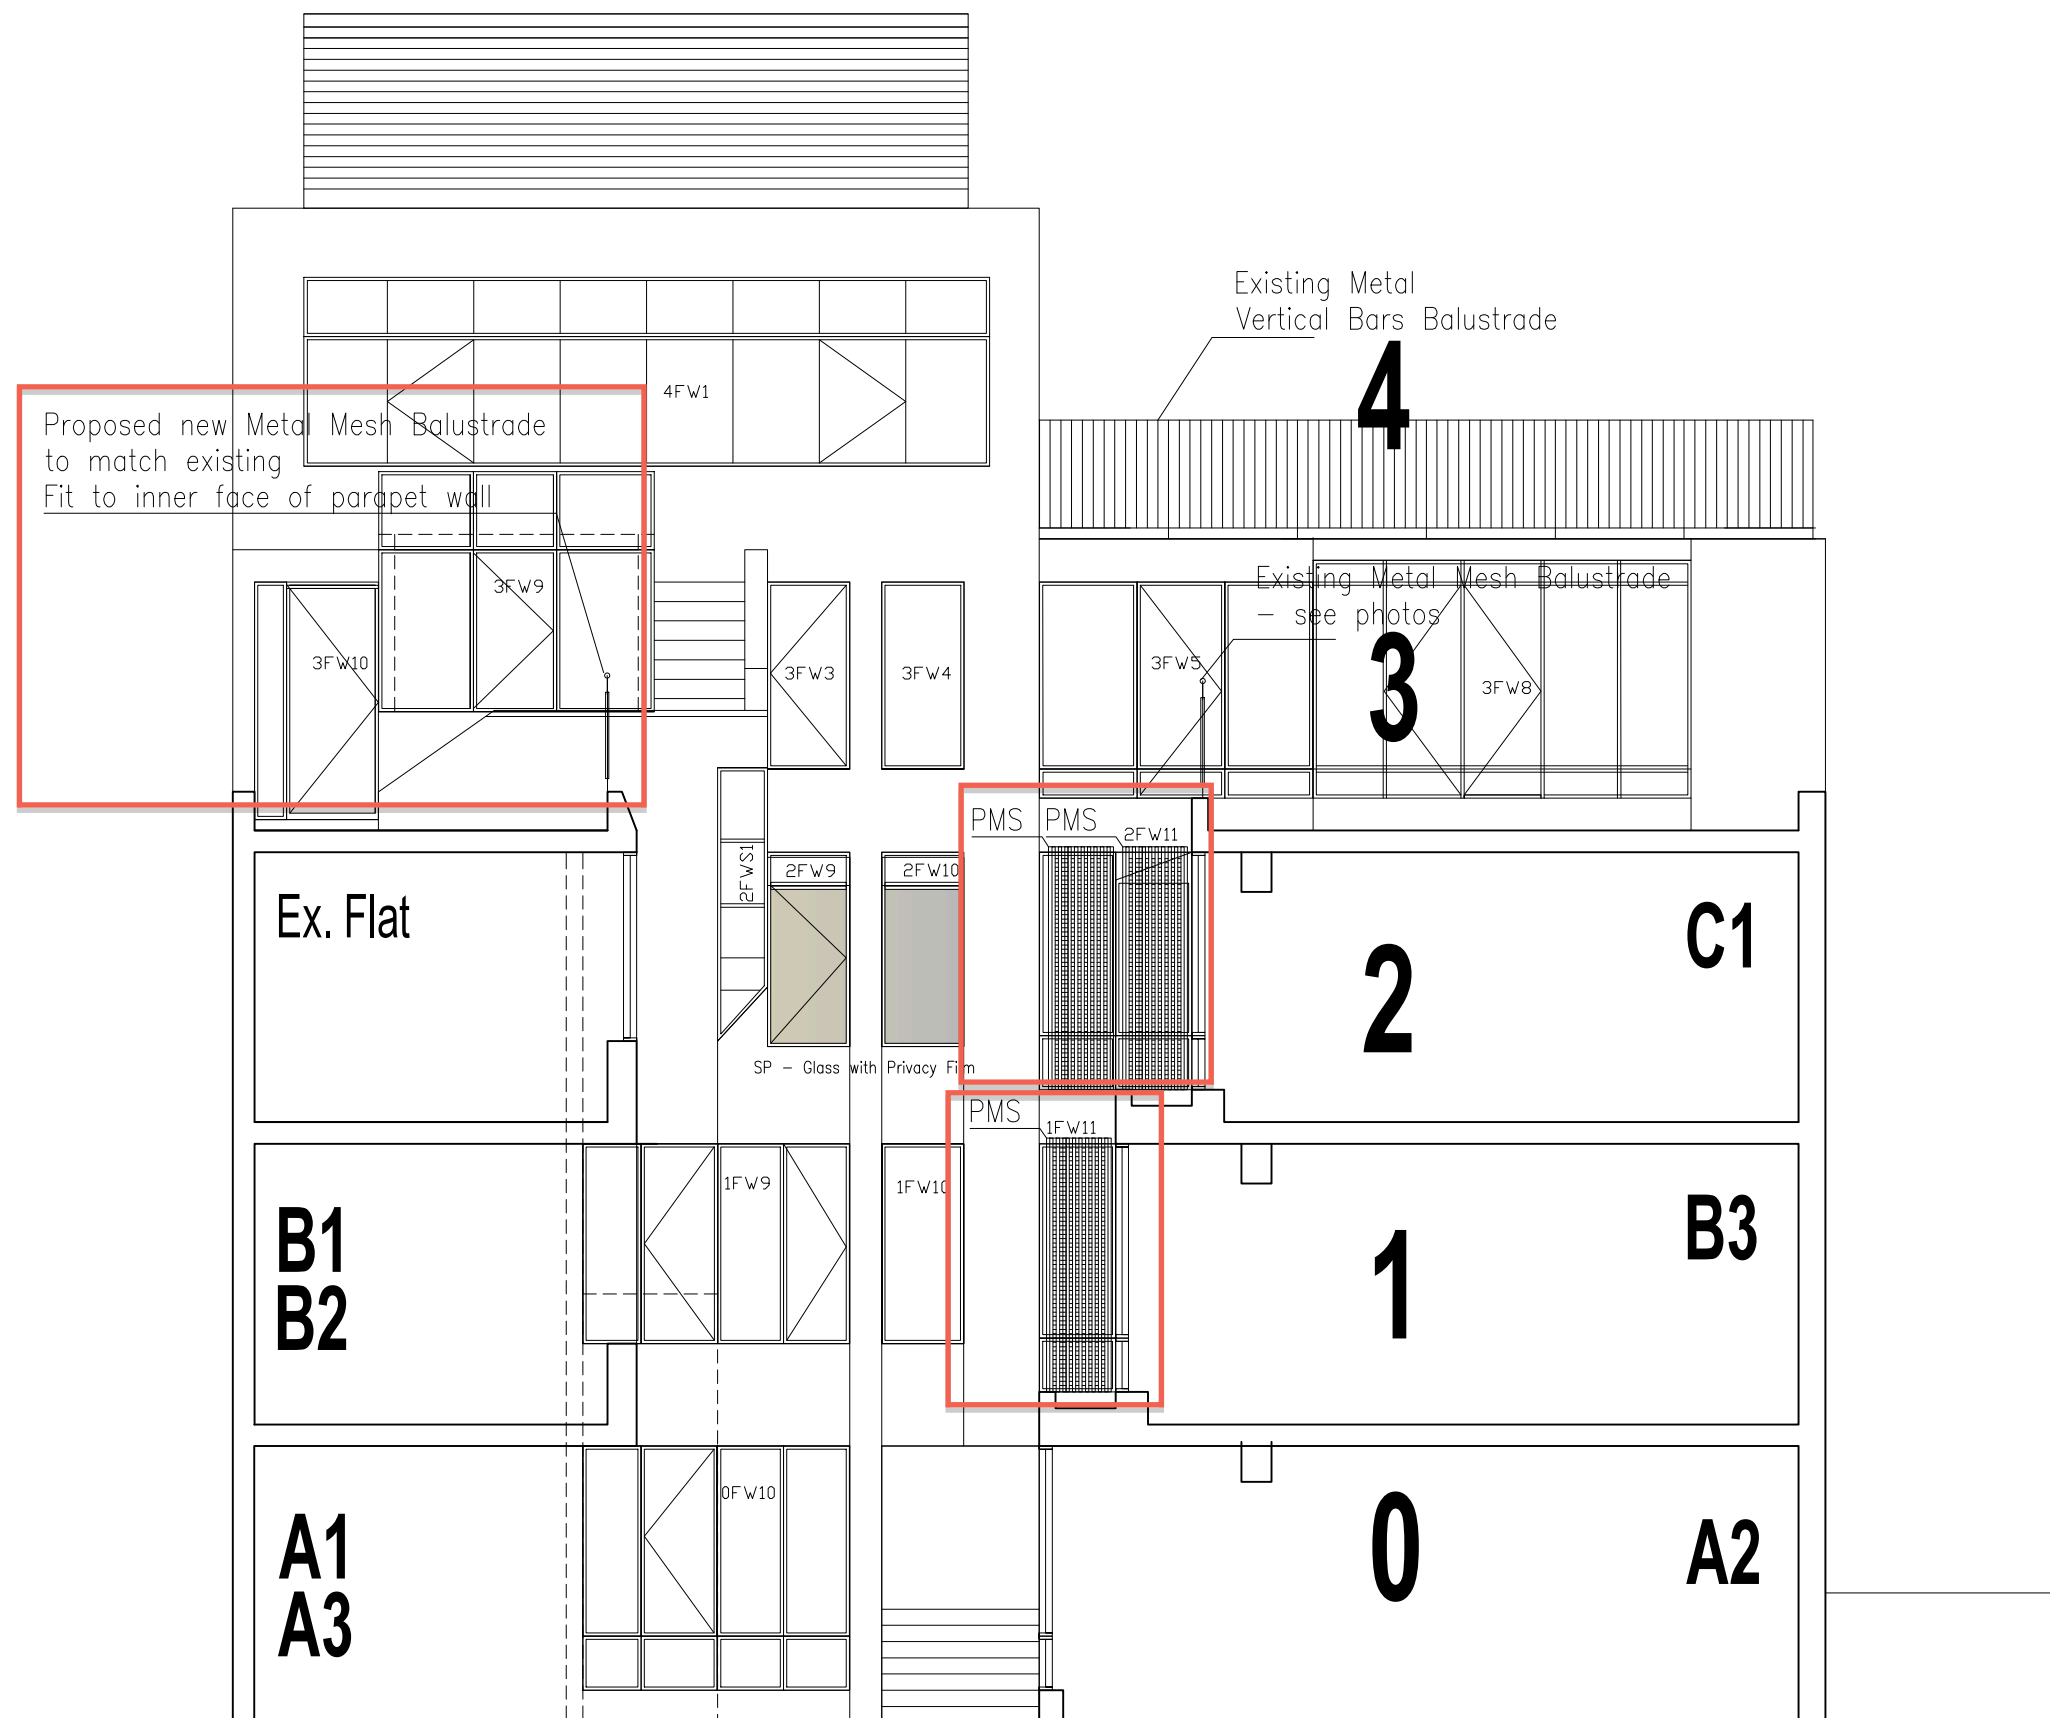 Existing Metal
Vertical Bars Balustrade
4
4FW1
Proposed new Metal Mesh Balustrade
to match existing
Fit to inner face of parapet wall
Existing Metal Mesh Balustrade
- see photos
3FW9
3FW10
3FW3
3FW4
3FW5
3
3FW8
PMS
PMS
2FW11
2FWS1
2FW9
2FW10
Ex. Flat
2
C1
SP - Glass with Privacy Film
PMS
1FW11
1FW9
1FW10
B1
B2
1
B3
0FW10
A1
A3
0
A2